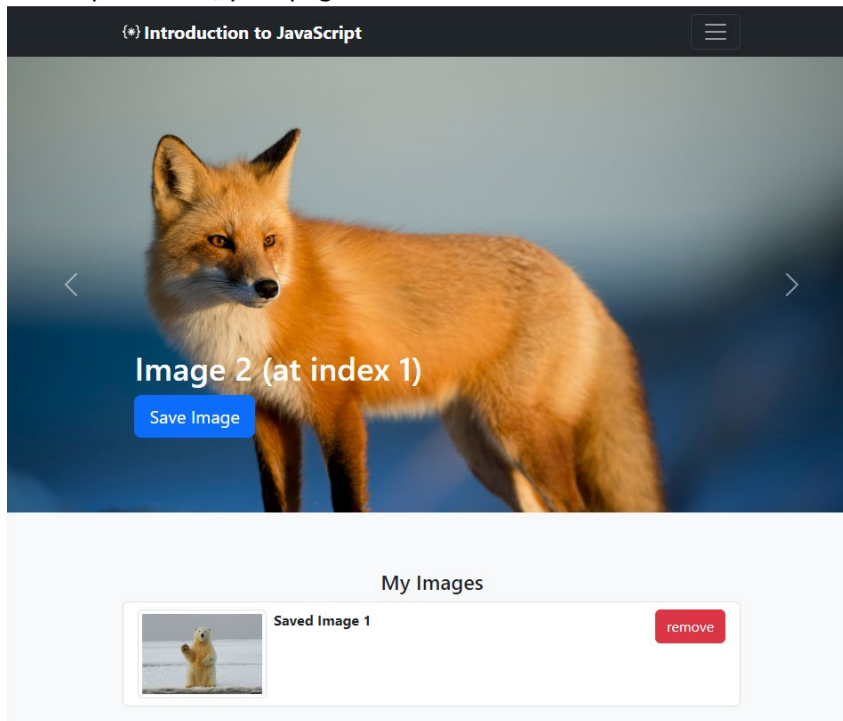 {*} Introduction to JavaScript
Image 2 (at index 1)
Save Image
My Images
Saved Image 1
remove